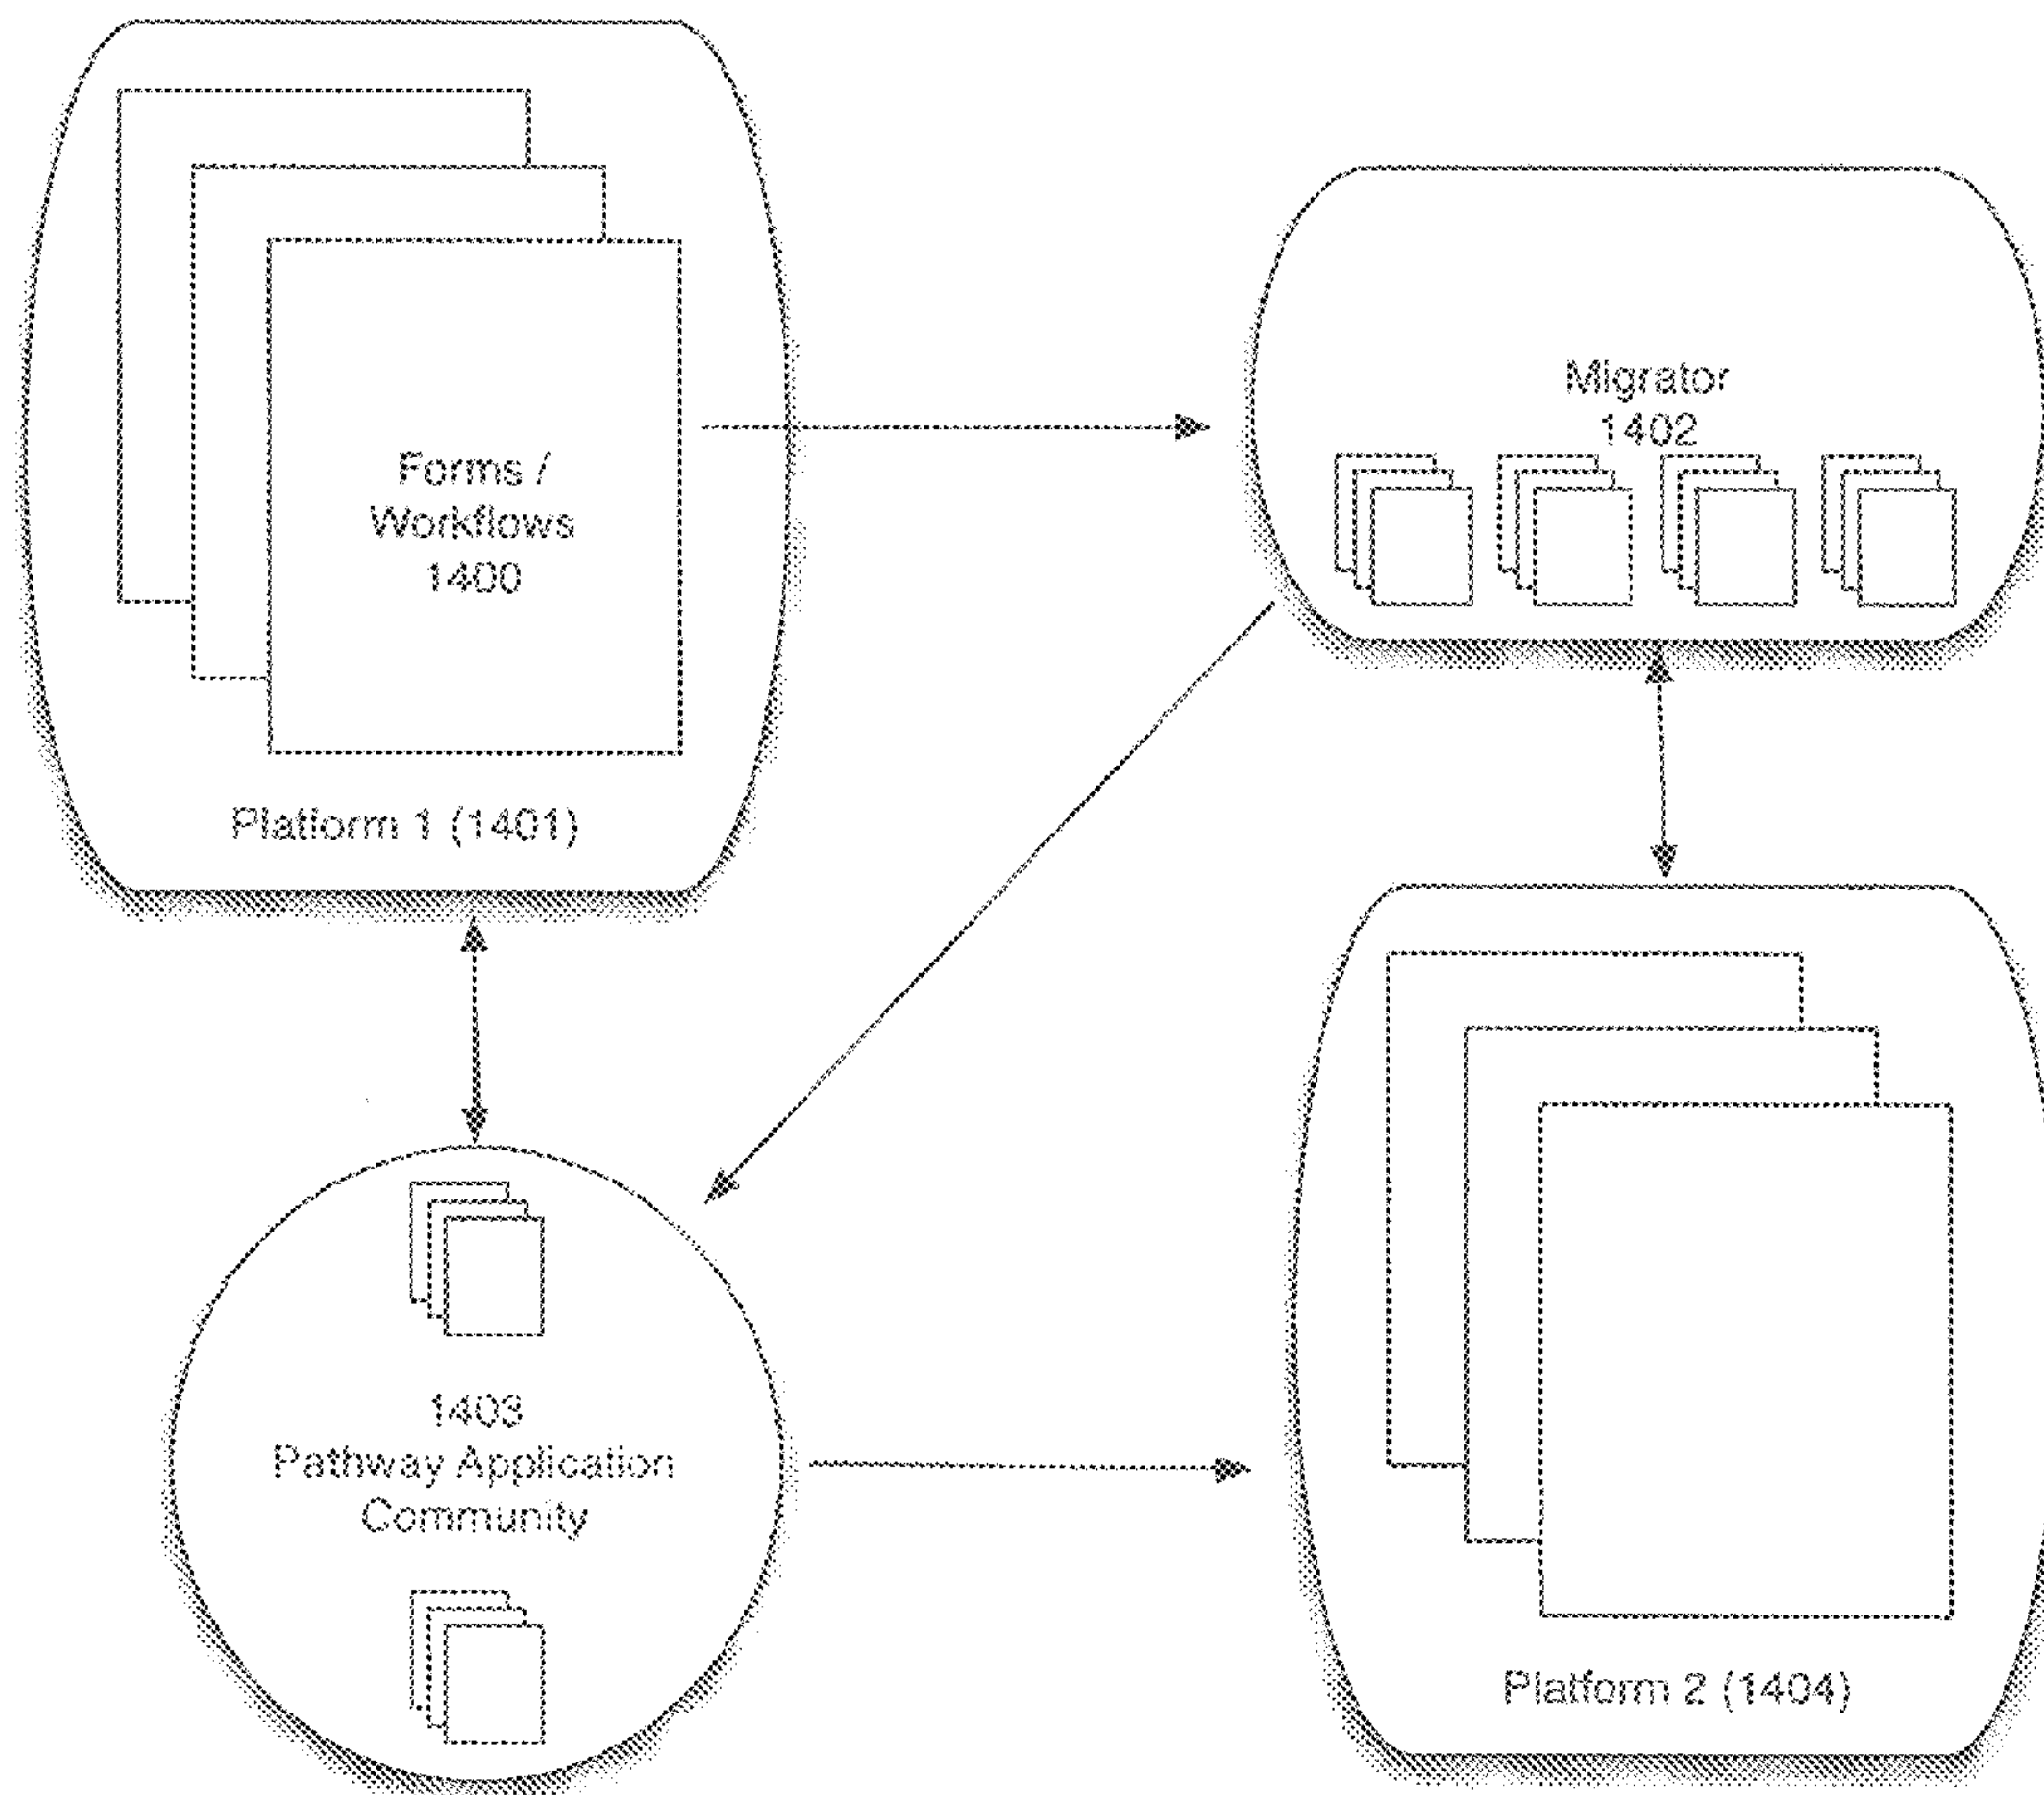 Forms /
Workflows
1400
Platform 1 (1401)
Migrator
1402
1403
Pathway Application
Community
Platform 2 (1404)